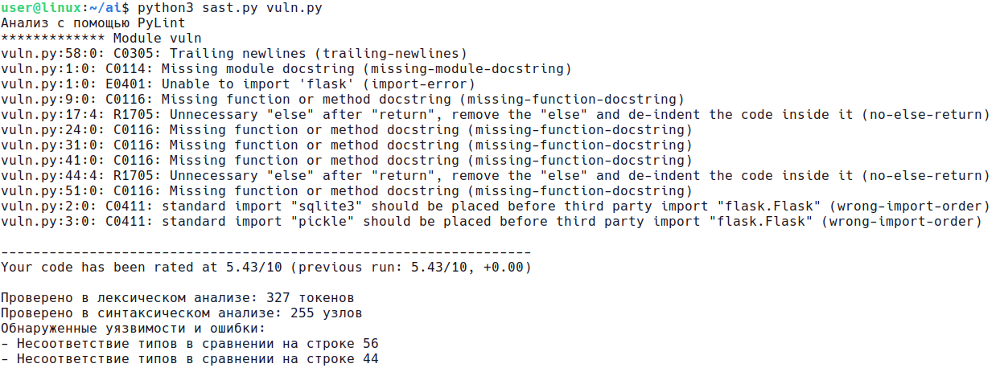 user@linux:~/ai$ python3 sast.py vuln.py
Анализ с помощью PyLint
************* Module vuln
vuln.py:58:0: C0305: Trailing newlines (trailing-newlines)
vuln.py:1:0: C0114: Missing module docstring (missing-module-docstring)
vuln.py:1:0: E0401: Unable to import 'flask' (import-error)
vuln.py:9:0: C0116: Missing function or method docstring (missing-function-docstring)
vuln.py:17:4: R1705: Unnecessary "else" after "return", remove the "else" and de-indent the code inside it (no-else-return)
vuln.py:24:0: C0116: Missing function or method docstring (missing-function-docstring)
vuln.py:31:0: C0116: Missing function or method docstring (missing-function-docstring)
vuln.py:41:0: C0116: Missing function or method docstring (missing-function-docstring)
vuln.py:44:4: R1705: Unnecessary "else" after "return", remove the "else" and de-indent the code inside it (no-else-return)
vuln.py:51:0: C0116: Missing function or method docstring (missing-function-docstring)
vuln.py:2:0: C0411: standard import "sqlite3" should be placed before third party import "flask.Flask" (wrong-import-order)
vuln.py:3:0: C0411: standard import "pickle" should be placed before third party import "flask.Flask" (wrong-import-order)
------------------------------------------------------------------
Your code has been rated at 5.43/10 (previous run: 5.43/10, +0.00)
Проверено в лексическом анализе: 327 токенов
Проверено в синтаксическом анализе: 255 узлов
Обнаруженные уязвимости и ошибки:
- Несоответствие типов в сравнении на строке 56
- Несоответствие типов в сравнении на строке 44